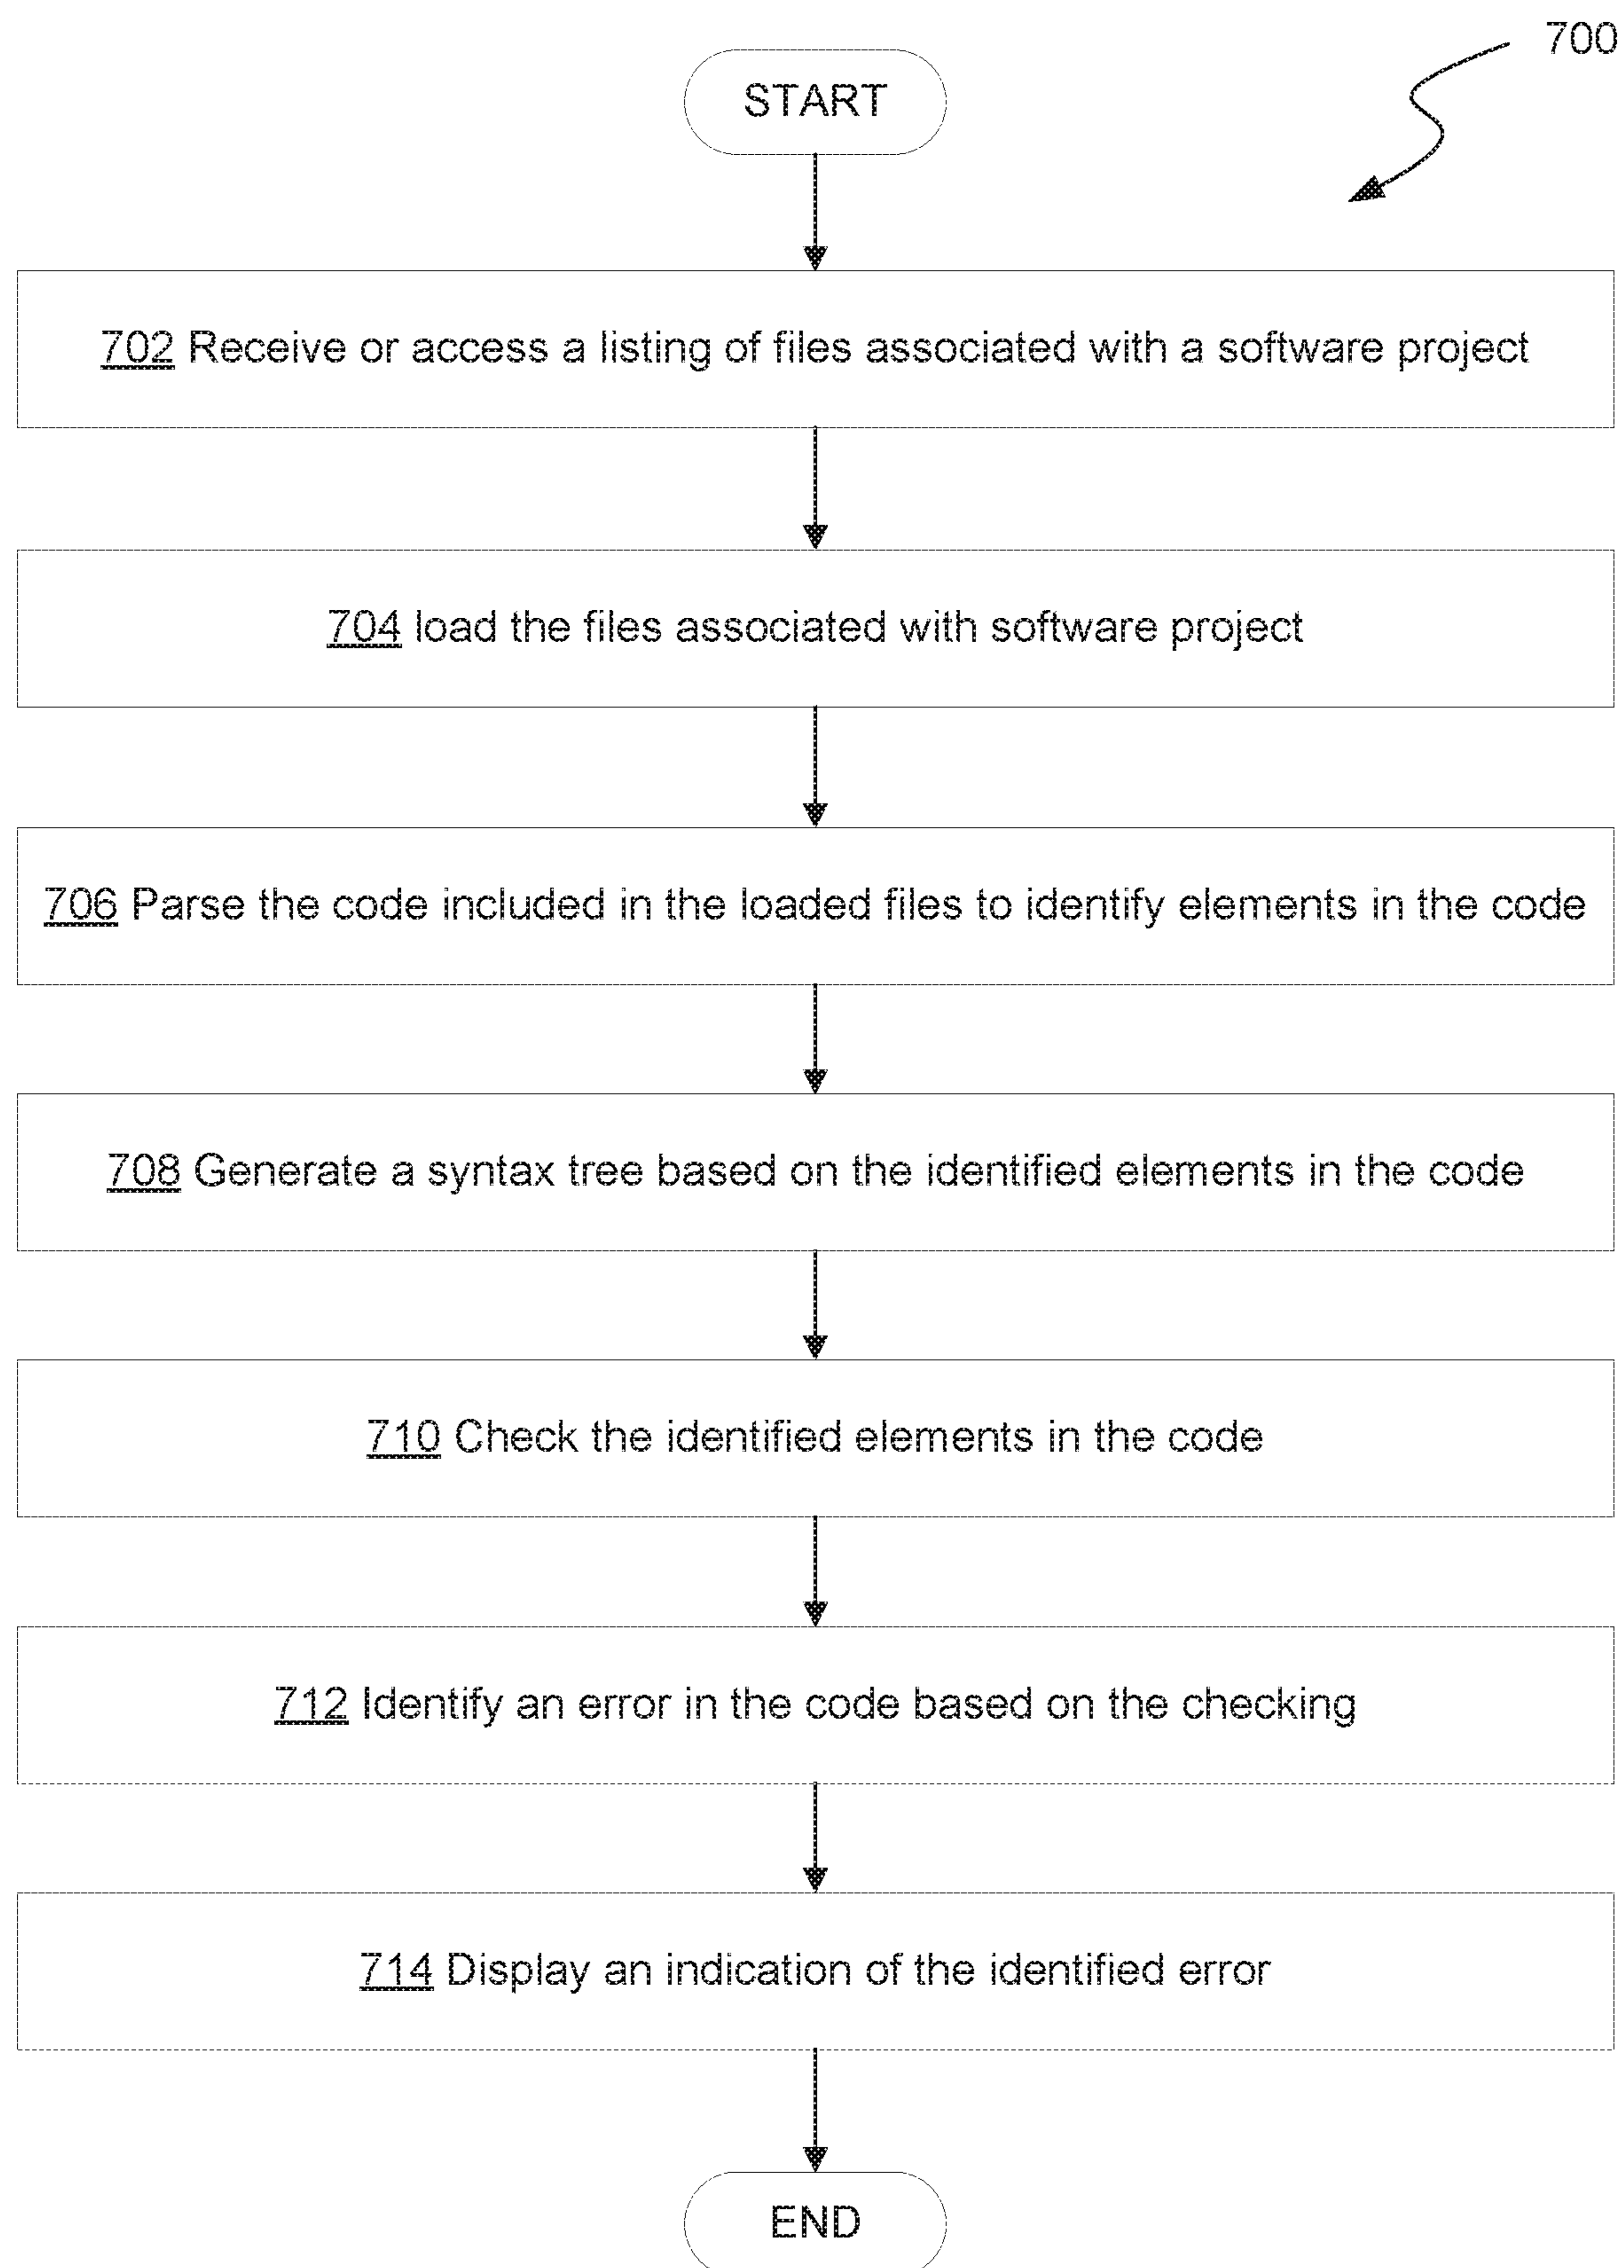 700
START
702 Receive or access a listing of files associated with a software project
704 load the files associated with software project
706 Parse the code included in the loaded files to identify elements in the code
708 Generate a syntax tree based on the identified elements in the code
710 Check the identified elements in the code
712 Identify an error in the code based on the checking
714 Display an indication of the identified error
END